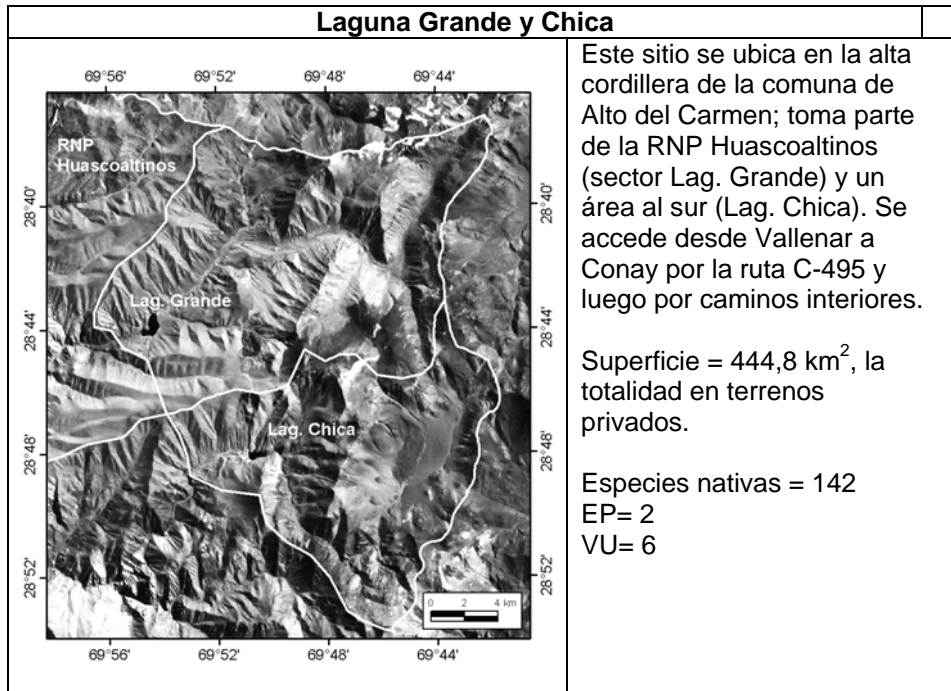 Laguna Grande y Chica
69°56' 69°52' 69°48' 69°44'
RNP
Huascoaltinos
28°40' 28°40'
Lag. Grande
28°44' 28°44'
Lag. Chica
28°48' 28°48'
28°52' 28°52'
0 2 4 km
69°56' 69°52' 69°48' 69°44'
Este sitio se ubica en la alta
cordillera de la comuna de
Alto del Carmen; toma parte
de la RNP Huascoaltinos
(sector Lag. Grande) y un
área al sur (Lag. Chica). Se
accede desde Vallenar a
Conay por la ruta C-495 y
luego por caminos interiores.
Superficie = 444,8 km², la
totalidad en terrenos
privados.
Especies nativas = 142
EP= 2
VU= 6